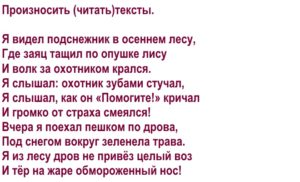 Произносить (читать)тексты.
Я видел подснежник в осеннем лесу,
Где заяц тащил по опушке лису
И волк за охотником крался.
Я слышал: охотник зубами стучал,
Я слышал, как он «Помогите!» кричал
И громко от страха смеялся!
Вчера я поехал пешком по дрова,
Под снегом вокруг зеленела трава.
Я из лесу дров не привёз целый воз
И тёр на жаре обмороженный нос!